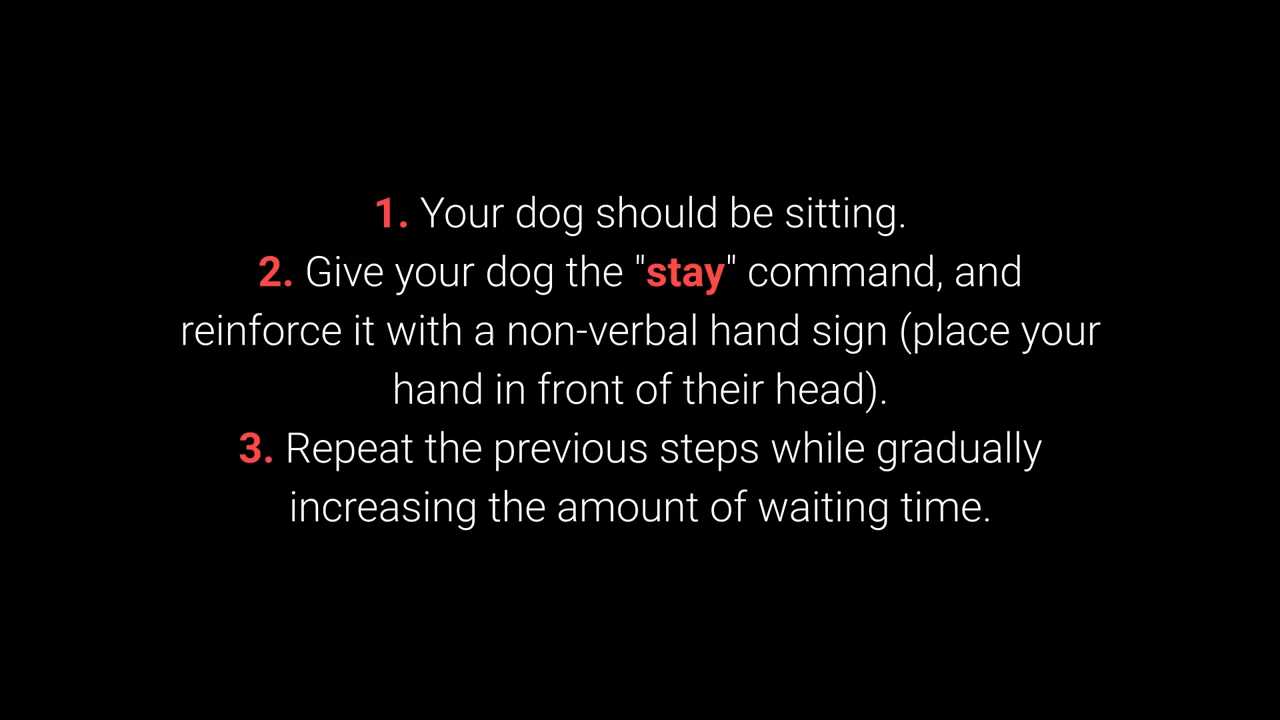 1. Your dog should be sitting.
2. Give your dog the "stay" command, and
reinforce it with a non-verbal hand sign (place your
hand in front of their head).
3. Repeat the previous steps while gradually
increasing the amount of waiting time.